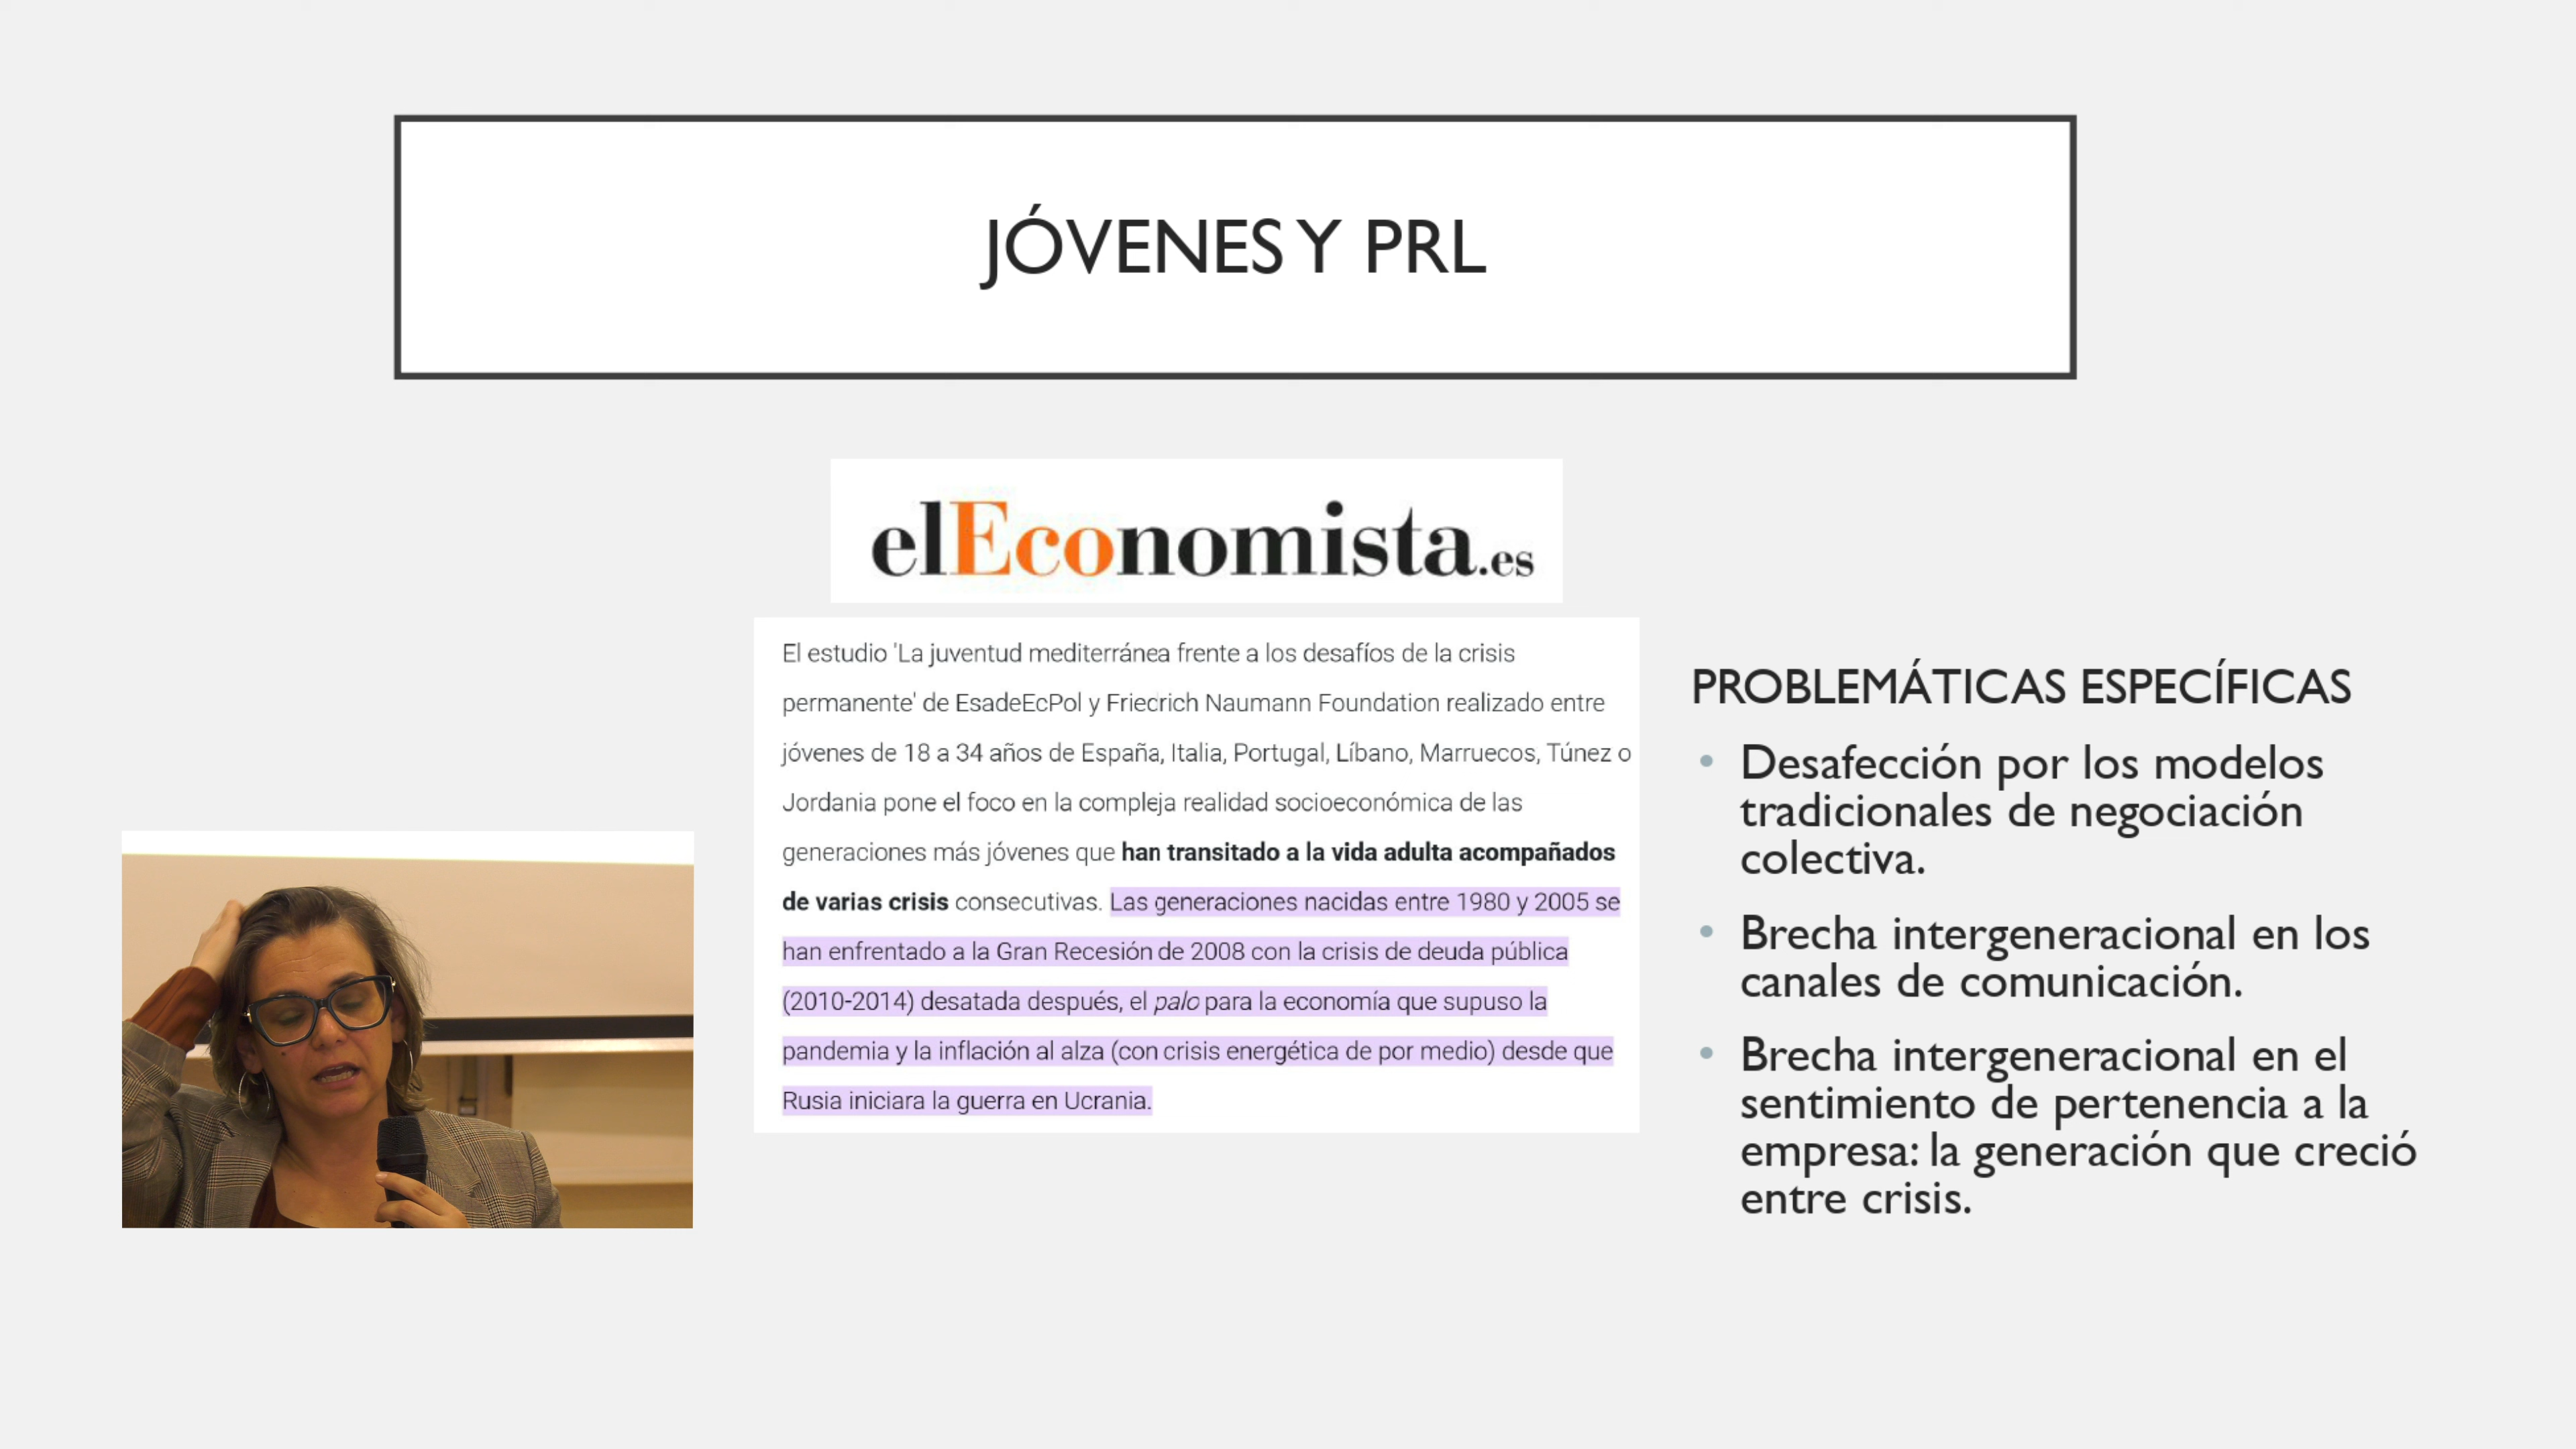 JÓVENES Y PRL
elEconomista.es
El estudio 'La juventud mediterránea frente a los desafíos de la crisis
permanente' de EsadeEcPol y Friedrich Naumann Foundation realizado entre
jóvenes de 18 a 34 años de España, Italia, Portugal, Líbano, Marruecos, Túnez o
Jordania pone el foco en la compleja realidad socioeconómica de las
generaciones más jóvenes que han transitado a la vida adulta acompañados
de varias crisis consecutivas. Las generaciones nacidas entre 1980 y 2005 se
han enfrentado a la Gran Recesión de 2008 con la crisis de deuda pública
(2010-2014) desatada después, el palo para la economía que supuso la
pandemia y la inflación al alza (con crisis energética de por medio) desde que
Rusia iniciara la guerra en Ucrania.
PROBLEMÁTICAS ESPECÍFICAS
• Desafección por los modelos
tradicionales de negociación
colectiva.
• Brecha intergeneracional en los
canales de comunicación.
• Brecha intergeneracional en el
sentimiento de pertenencia a la
empresa: la generación que creció
entre crisis.